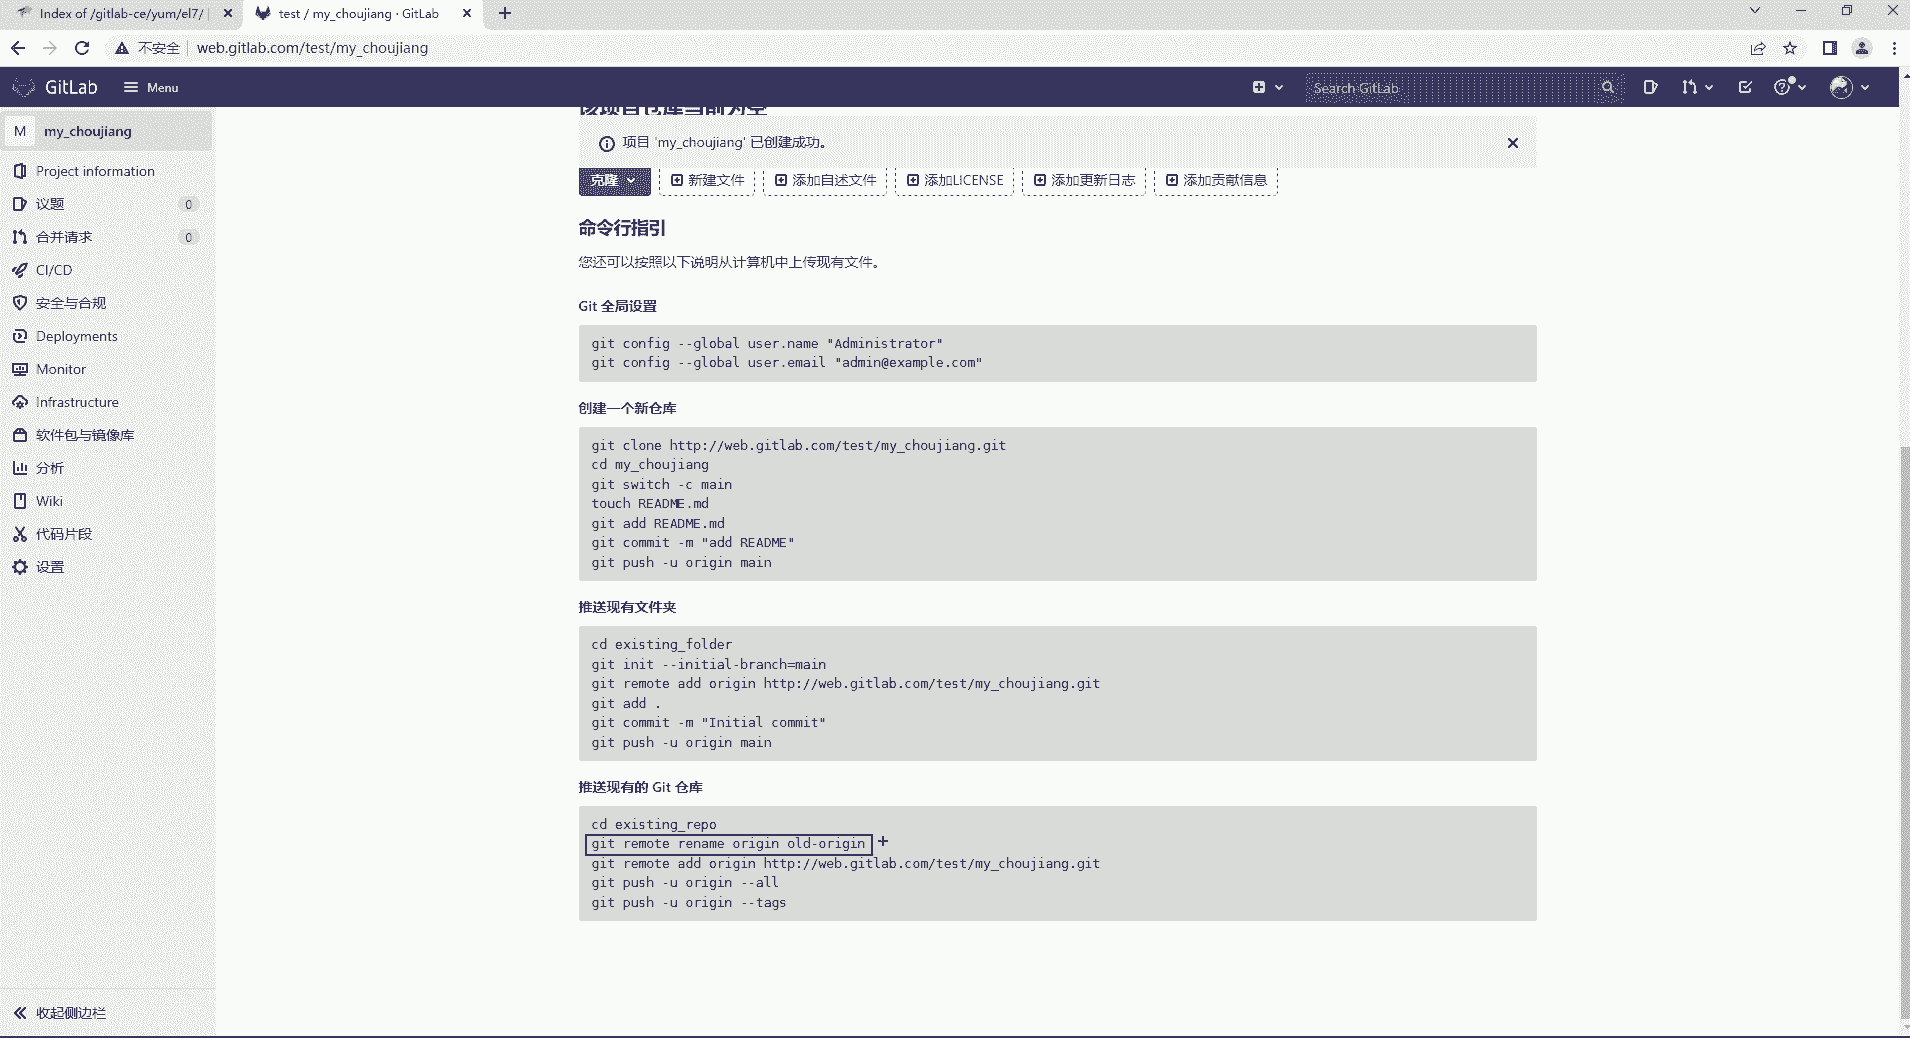 Index of /gitlab-ce/yum/el7/
test / my_choujiang · GitLab
不安全
web.gitlab.com/test/my_choujiang
GitLab
Menu
Search GitLab
M
my_choujiang
Project information
议题
0
合并请求
0
CI/CD
安全与合规
Deployments
Monitor
Infrastructure
软件包与镜像库
分析
Wiki
代码片段
设置
收起侧边栏
该项目仓库当前为空
项目 'my_choujiang' 已创建成功。
克隆
新建文件
添加自述文件
添加LICENSE
添加更新日志
添加贡献信息
命令行指引
您还可以按照以下说明从计算机中上传现有文件。
Git 全局设置
git config --global user.name "Administrator"
git config --global user.email "admin@example.com"
创建一个新仓库
git clone http://web.gitlab.com/test/my_choujiang.git
cd my_choujiang
git switch -c main
touch README.md
git add README.md
git commit -m "add README"
git push -u origin main
推送现有文件夹
cd existing_folder
git init --initial-branch=main
git remote add origin http://web.gitlab.com/test/my_choujiang.git
git add .
git commit -m "Initial commit"
git push -u origin main
推送现有的 Git 仓库
cd existing_repo
git remote rename origin old-origin
git remote add origin http://web.gitlab.com/test/my_choujiang.git
git push -u origin --all
git push -u origin --tags